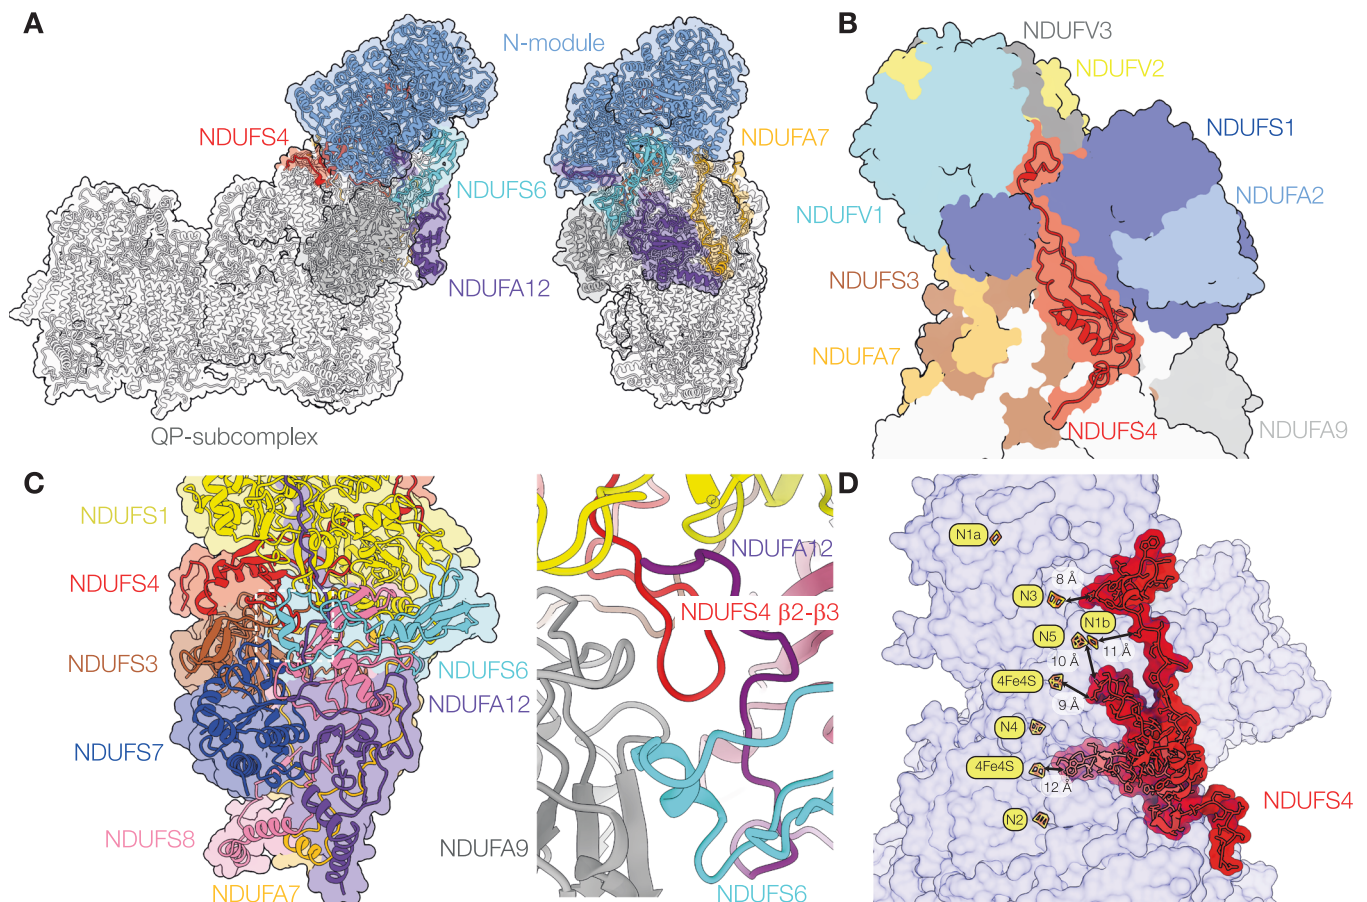 A
N-module
NDUFS4
NDUFA7
NDUFS6
NDUFA12
QP-subcomplex
B
NDUFV3
NDUFV2
NDUFS1
NDUFA2
NDUFV1
NDUFS3
NDUFA7
NDUFS4
NDUFA9
C
NDUFS1
NDUFS4
NDUFS3
NDUFS6
NDUFA12
NDUFS7
NDUFS8
NDUFA7
NDUFA12
NDUFS4 β2-β3
NDUFA9
NDUFS6
D
N1a
8 Å
N3
N1b
N5
11 Å
10 Å
4Fe4S
9 Å
N4
4Fe4S
12 Å
NDUFS4
N2